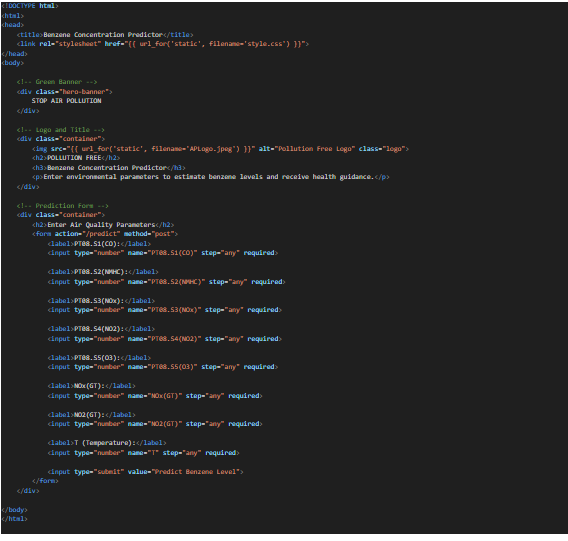 <!DOCTYPE html>
<html>
<head>
    <title>Benzene Concentration Predictor</title>
    <link rel="stylesheet" href="{{ url_for('static', filename='style.css') }}">
</head>
<body>

    <!-- Green Banner -->
    <div class="hero-banner">
        STOP AIR POLLUTION
    </div>

    <!-- Logo and Title -->
    <div class="container">
        <img src="{{ url_for('static', filename='APLogo.jpeg') }}" alt="Pollution Free Logo" class="logo">
        <h2>POLLUTION FREE</h2>
        <h3>Benzene Concentration Predictor</h3>
        <p>Enter environmental parameters to estimate benzene levels and receive health guidance.</p>
    </div>

    <!-- Prediction Form -->
    <div class="container">
        <h2>Enter Air Quality Parameters</h2>
        <form action="/predict" method="post">
            <label>PT08.S1(CO):</label>
            <input type="number" name="PT08.S1(CO)" step="any" required>

            <label>PT08.S2(NMHC):</label>
            <input type="number" name="PT08.S2(NMHC)" step="any" required>

            <label>PT08.S3(NOx):</label>
            <input type="number" name="PT08.S3(NOx)" step="any" required>

            <label>PT08.S4(NO2):</label>
            <input type="number" name="PT08.S4(NO2)" step="any" required>

            <label>PT08.S5(O3):</label>
            <input type="number" name="PT08.S5(O3)" step="any" required>

            <label>NOx(GT):</label>
            <input type="number" name="NOx(GT)" step="any" required>

            <label>NO2(GT):</label>
            <input type="number" name="NO2(GT)" step="any" required>

            <label>T (Temperature):</label>
            <input type="number" name="T" step="any" required>

            <input type="submit" value="Predict Benzene Level">
        </form>
    </div>

</body>
</html>